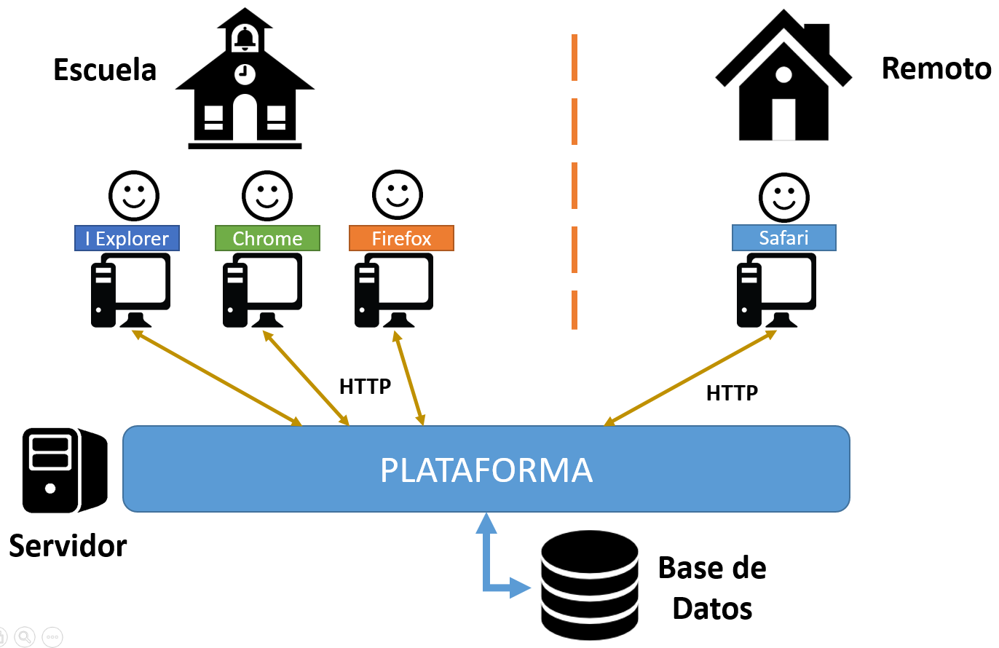 Escuela
Remoto
I Explorer
Chrome
Firefox
Safari
HTTP
HTTP
PLATAFORMA
Servidor
Base de
Datos